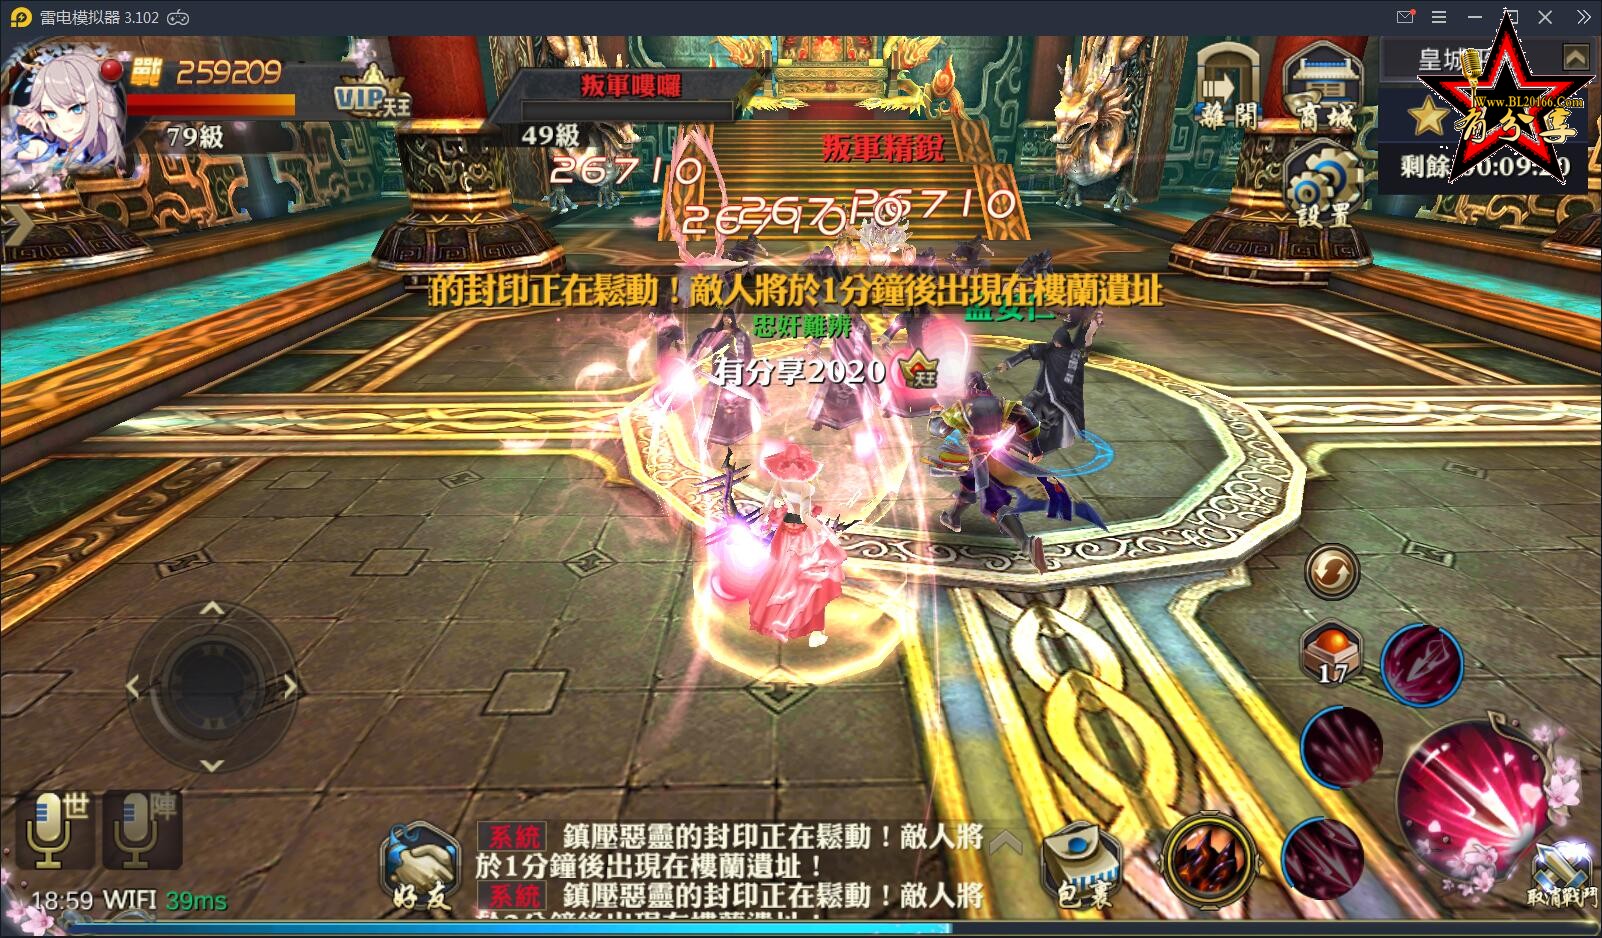 雷电模拟器 3.102
戰 259209
VIP 天王
79級
叛軍嘍囉
49級
叛軍精銳
26710
26710
離開
商城
皇城
www.BL20166.Com
有分享
剩餘
設置
的封印正在鬆動！敵人將於1分鐘後出現在樓蘭遺址
忠奸難辨
有分享2020 天王
17
世
陣
18:59 WIFI 39ms
好友
系統 鎮壓惡靈的封印正在鬆動！敵人將
於1分鐘後出現在樓蘭遺址！
系統 鎮壓惡靈的封印正在鬆動！敵人將
包裹
取消戰鬥